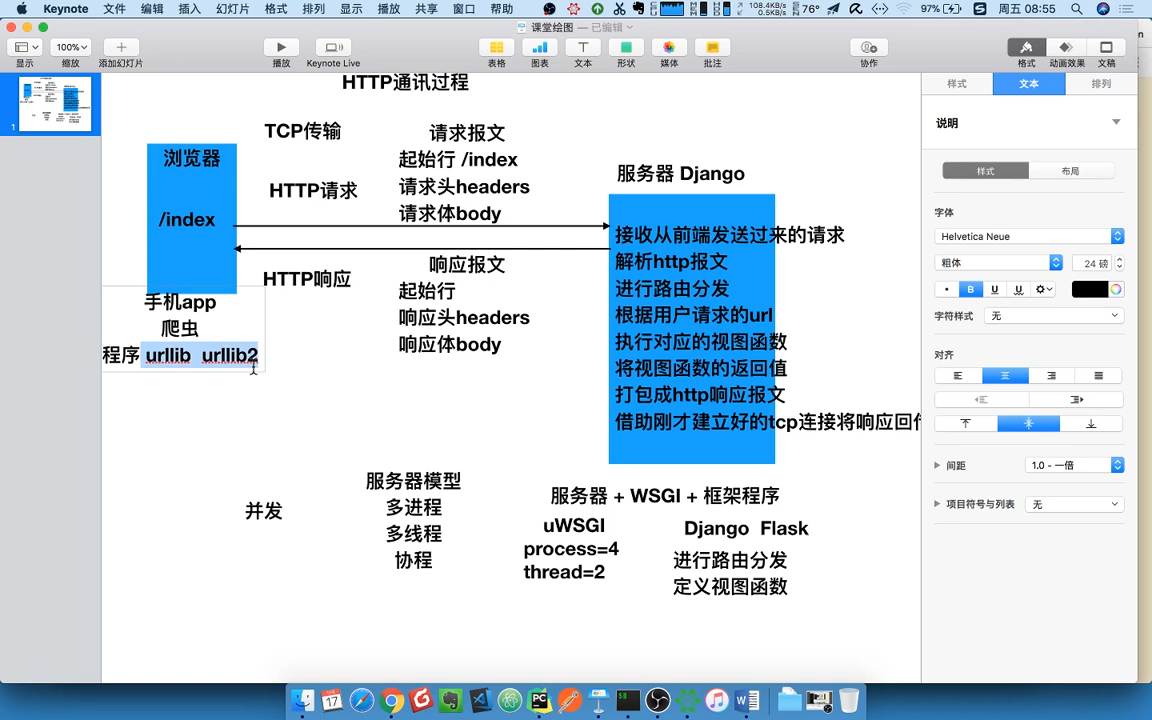 Keynote 文件 编辑 插入 幻灯片 格式 排列 显示 播放 共享 窗口 帮助
108.4KB/s
0.5KB/s
76° 97% 周五 08:55
课堂绘图 — 已编辑
100%
显示 缩放 添加幻灯片 播放 Keynote Live 表格 图表 文本 形状 媒体 批注 协作 格式 动画效果 文稿
1
HTTP通讯过程
TCP传输
请求报文
浏览器
起始行 /index
服务器 Django
HTTP请求
请求头headers
/index
请求体body
接收从前端发送过来的请求
解析http报文
HTTP响应
响应报文
进行路由分发
手机app
起始行
根据用户请求的url
爬虫
响应头headers
执行对应的视图函数
程序 urllib urllib2
响应体body
将视图函数的返回值
打包成http响应报文
借助刚才建立好的tcp连接将响应回
服务器模型
服务器 + WSGI + 框架程序
并发
多进程
uWSGI
Django Flask
多线程
process=4
进行路由分发
协程
thread=2
定义视图函数
样式 文本 排列
说明
样式 布局
字体
Helvetica Neue
粗体 24 磅
B U U
字符样式 无
对齐
间距 1.0 - 一倍
项目符号与列表 无